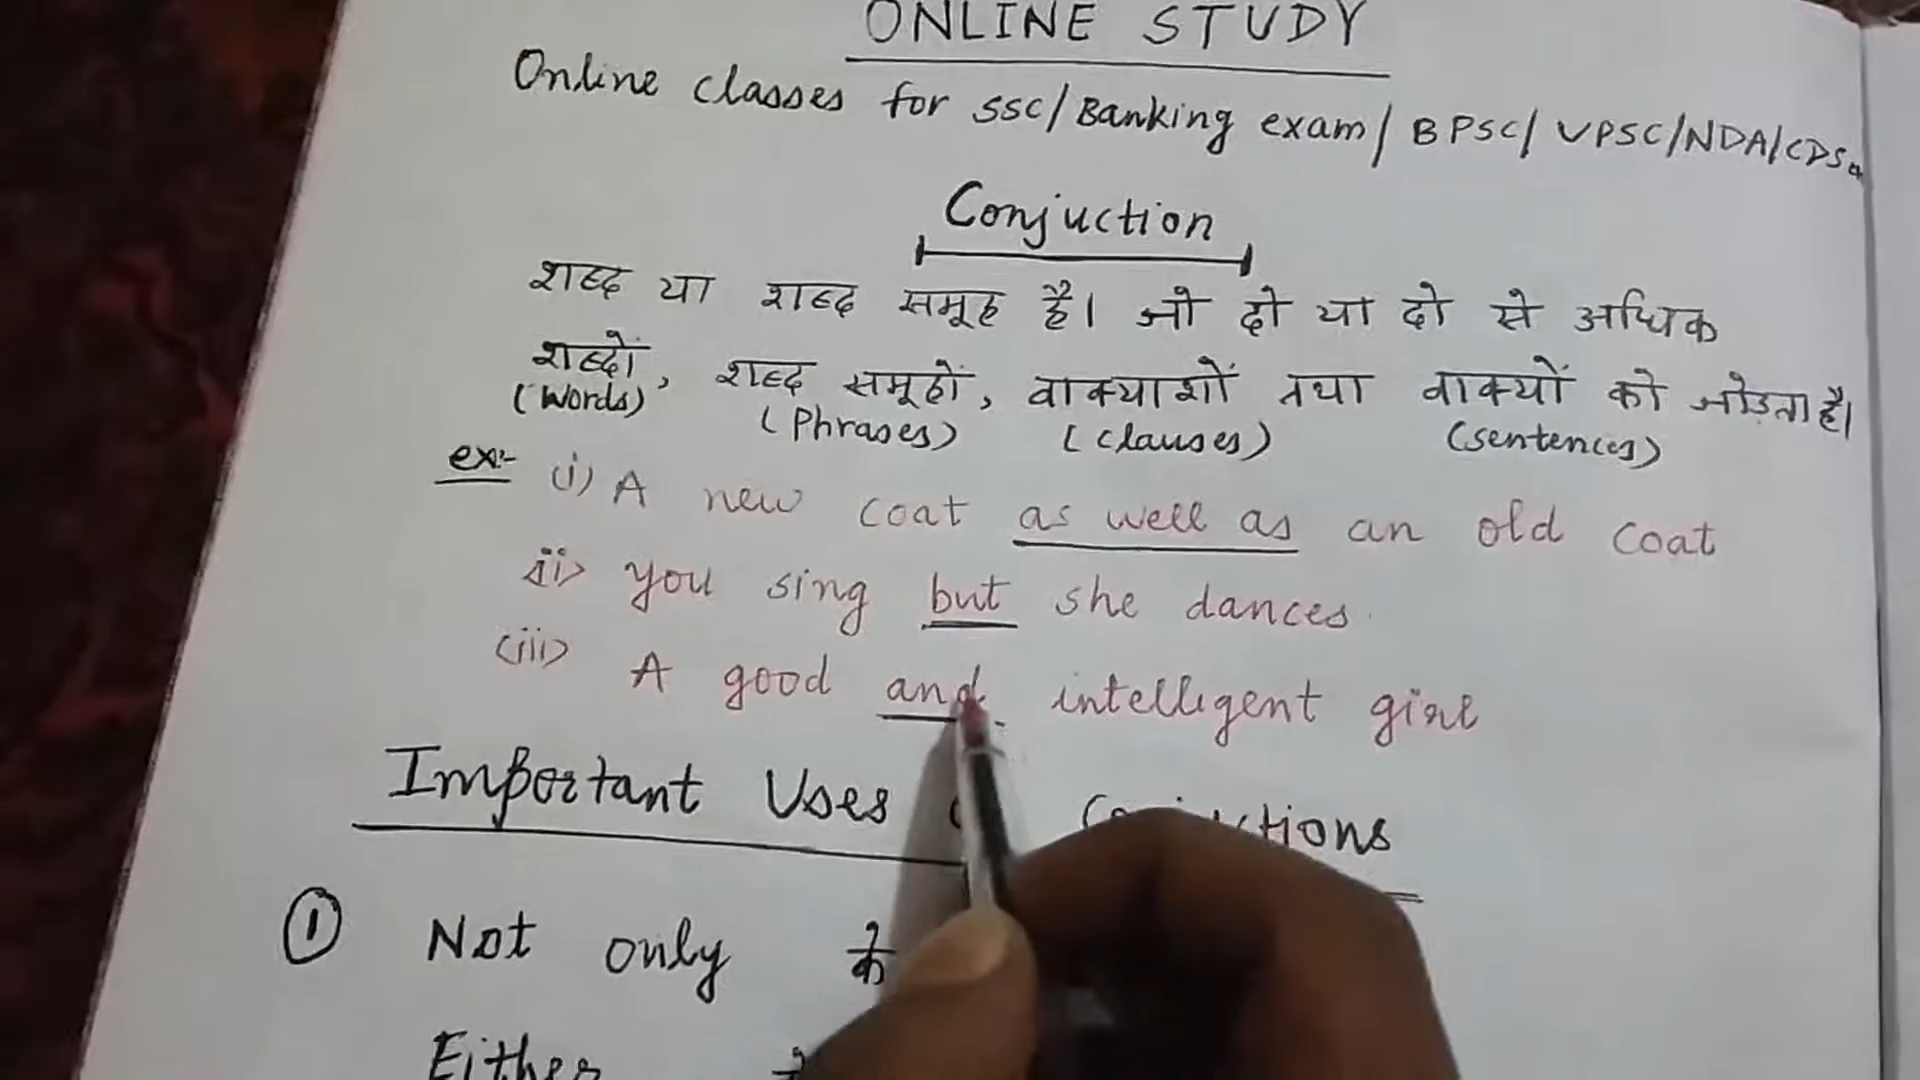 ONLINE STUDY
Online classes for SSC/Banking exam/BPSC/UPSC/NDA/CDS
Conjuction
शब्द या शब्द समूह है। जो दो या दो से अधिक
शब्दों, शब्द समूहों, वाक्याशों तथा वाक्यों को जोड़ता है।
(Words) (Phrases) (clauses) (sentences)
ex:- (i) A new coat as well as an old coat
(ii) you sing but she dances.
(iii) A good and intelligent girl
Important Uses
① Not only के
Either